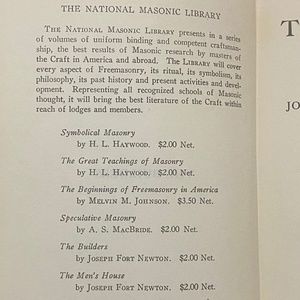 THE NATIONAL MASONIC LIBRARY
THE NATIONAL MASONIC LIBRARY presents in a series
of volumes of uniform binding and competent craftsman-
ship, the best results of Masonic research by masters of
the Craft in America and abroad. The LIBRARY will cover
every aspect of Freemasonry, its ritual, its symbolism, its
philosophy, its past history and present activities and devel-
opment. Representing all recognized schools of Masonic
thought, it will bring the best literature of the Craft within
reach of lodges and members.
Symbolical Masonry
by H. L. HAYWOOD. $2.00 Net.
The Great Teachings of Masonry
by H. L. HAYWOOD. $2.00 Net.
The Beginnings of Freemasonry in America
by MELVIN M. JOHNSON. $3.50 Net.
Speculative Masonry
by A. S. MACBRIDE. $2.00 Net.
The Builders
by JOSEPH FORT NEWTON. $2.00 Net.
The Men's House
by JOSEPH FORT NEWTON. $2.00 Net.
T
JO